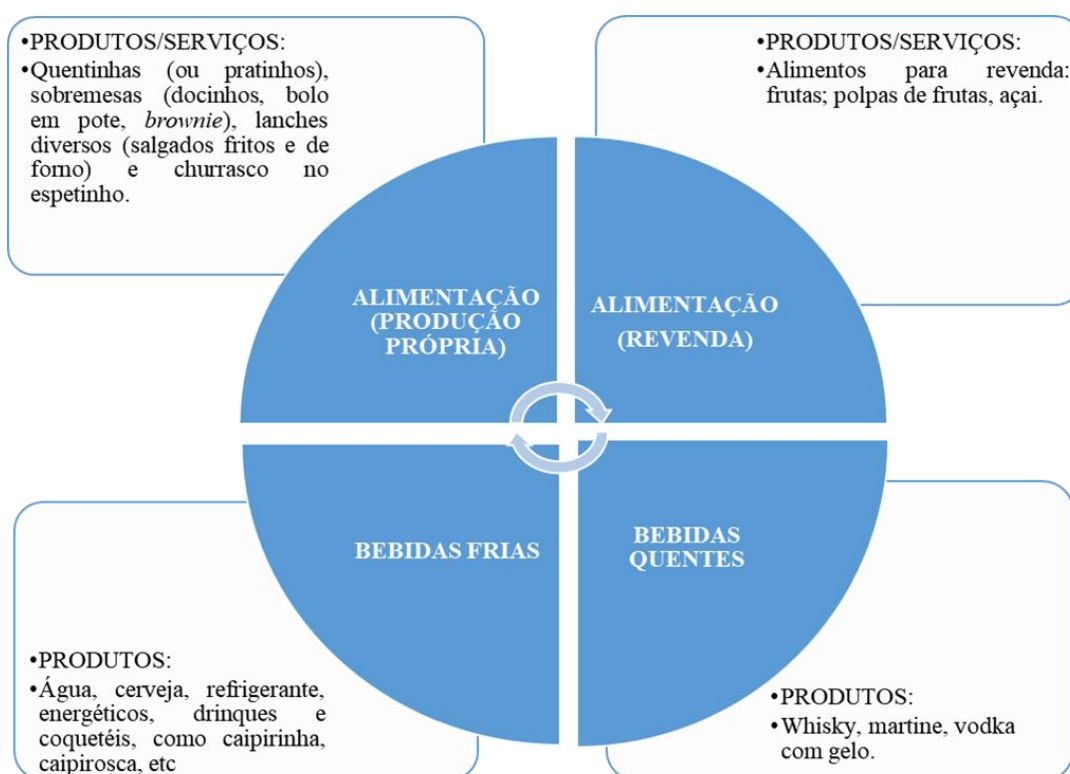 •PRODUTOS/SERVIÇOS:
•Quentinhas (ou pratinhos),
sobremesas (docinhos, bolo
em pote, brownie), lanches
diversos (salgados fritos e de
forno) e churrasco no
espetinho.
•PRODUTOS/SERVIÇOS:
•Alimentos para revenda:
frutas; polpas de frutas, açai.
ALIMENTAÇÃO
(PRODUÇÃO
PRÓPRIA)
ALIMENTAÇÃO
(REVENDA)
BEBIDAS FRIAS
BEBIDAS
QUENTES
•PRODUTOS:
•Água, cerveja, refrigerante,
energéticos, drinques e
coquetéis, como caipirinha,
caipirosca, etc
•PRODUTOS:
•Whisky, martine, vodka
com gelo.